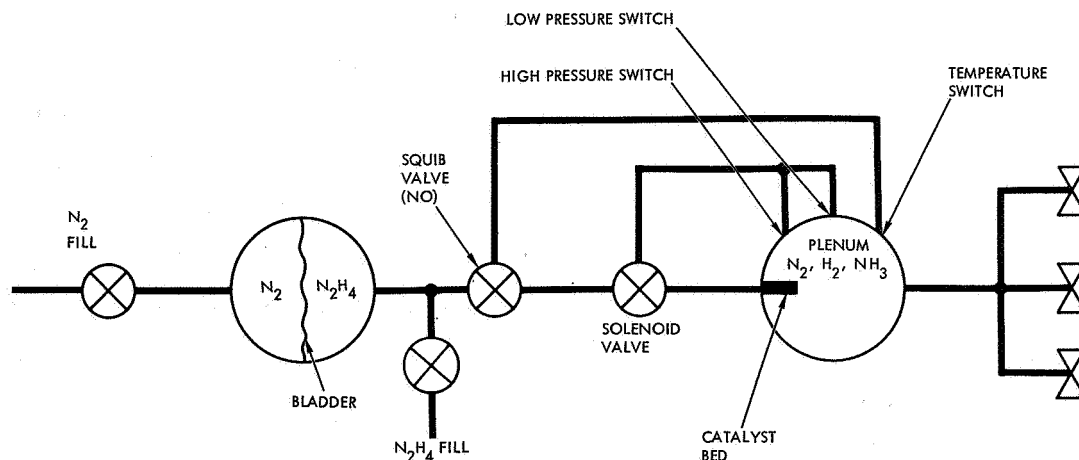 LOW PRESSURE SWITCH
HIGH PRESSURE SWITCH
TEMPERATURE
SWITCH
SQUIB
VALVE
(NO)
N₂
FILL
PLENUM
N₂, H₂, NH₃
N₂
N₂H₄
SOLENOID
VALVE
BLADDER
N₂H₄ FILL
CATALYST
BED